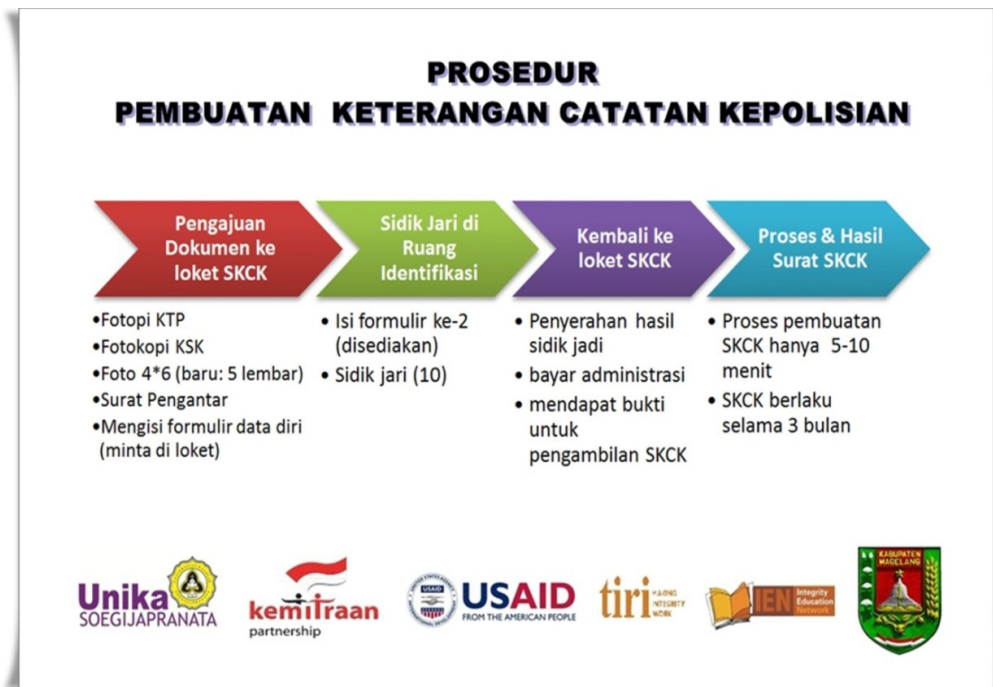 PROSEDUR
PEMBUATAN KETERANGAN CATATAN KEPOLISIAN
Pengajuan
Dokumen ke
loket SKCK
•Fotopi KTP
•Fotokopi KSK
•Foto 4*6 (baru: 5 lembar)
•Surat Pengantar
•Mengisi formulir data diri
(minta di loket)
Sidik Jari di
Ruang
Identifikasi
• Isi formulir ke-2
(disediakan)
• Sidik jari (10)
Kembali ke
loket SKCK
• Penyerahan hasil
sidik jadi
• bayar administrasi
• mendapat bukti
untuk
pengambilan SKCK
Proses & Hasil
Surat SKCK
• Proses pembuatan
SKCK hanya 5-10
menit
• SKCK berlaku
selama 3 bulan
Unika
SOEGIJAPRANATA
kemitraan
partnership
USAID
USAID
FROM THE AMERICAN PEOPLE
tiri
MAKING
INTEGRITY
WORK
IEN
Integrity
Education
Network
KABUPATEN
MAGELANG